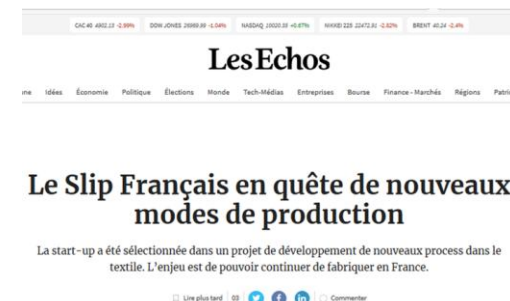 CAC 40 4902.15 -2.99% DOW JONES 26989.99 -1.04% NASDAQ 10020.35 +0.67% NIKKEI 225 22472.91 -2.82% BRENT 40.24 -2.4%
Les Echos
Idées Économie Politique Élections Monde Tech-Médias Entreprises Bourse Finance - Marchés Régions
Le Slip Français en quête de nouveaux
modes de production
La start-up a été sélectionnée dans un projet de développement de nouveaux process dans le
textile. L'enjeu est de pouvoir continuer de fabriquer en France.
Lire plus tard 03 Commenter